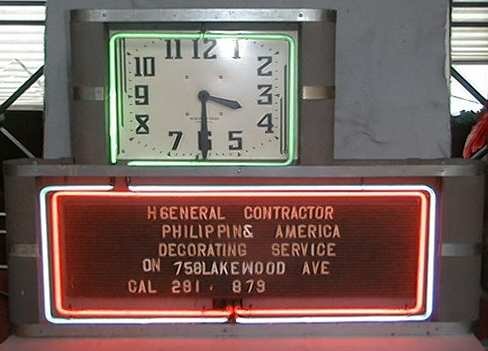 11 12 1
10 2
9 3
8 4
7 6 5
HGENERAL CONTRACTOR
PHILIPPIN& AMERICA
DECORATING SERVICE
ON 758LAKEWOOD AVE
CAL 281. 879